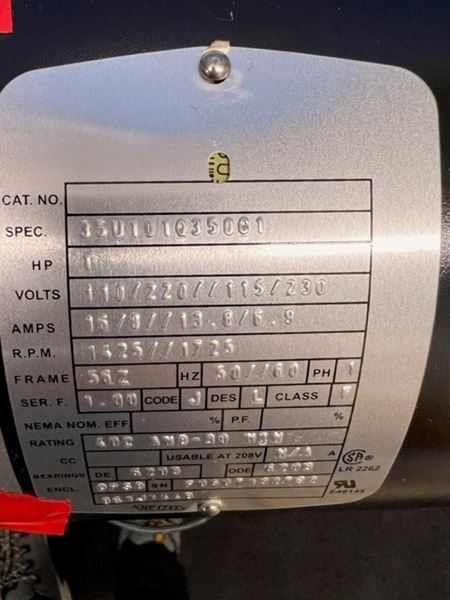 CAT. NO.
SPEC. 35U101Q350G1
HP 1
VOLTS 110/220//115/230
AMPS 16/8//13.8/6.9
R.P.M. 1425//1725
FRAME 56Z HZ 50//60 PH 1
SER. F. 1.00 CODE J DES L CLASS F
NEMA NOM. EFF % P.F. %
RATING 40C AMB-30 MIN
CC USABLE AT 208V N/A A
BEARINGS DE 6203 ODE 6203 LR 2262
ENCL. SN E46145